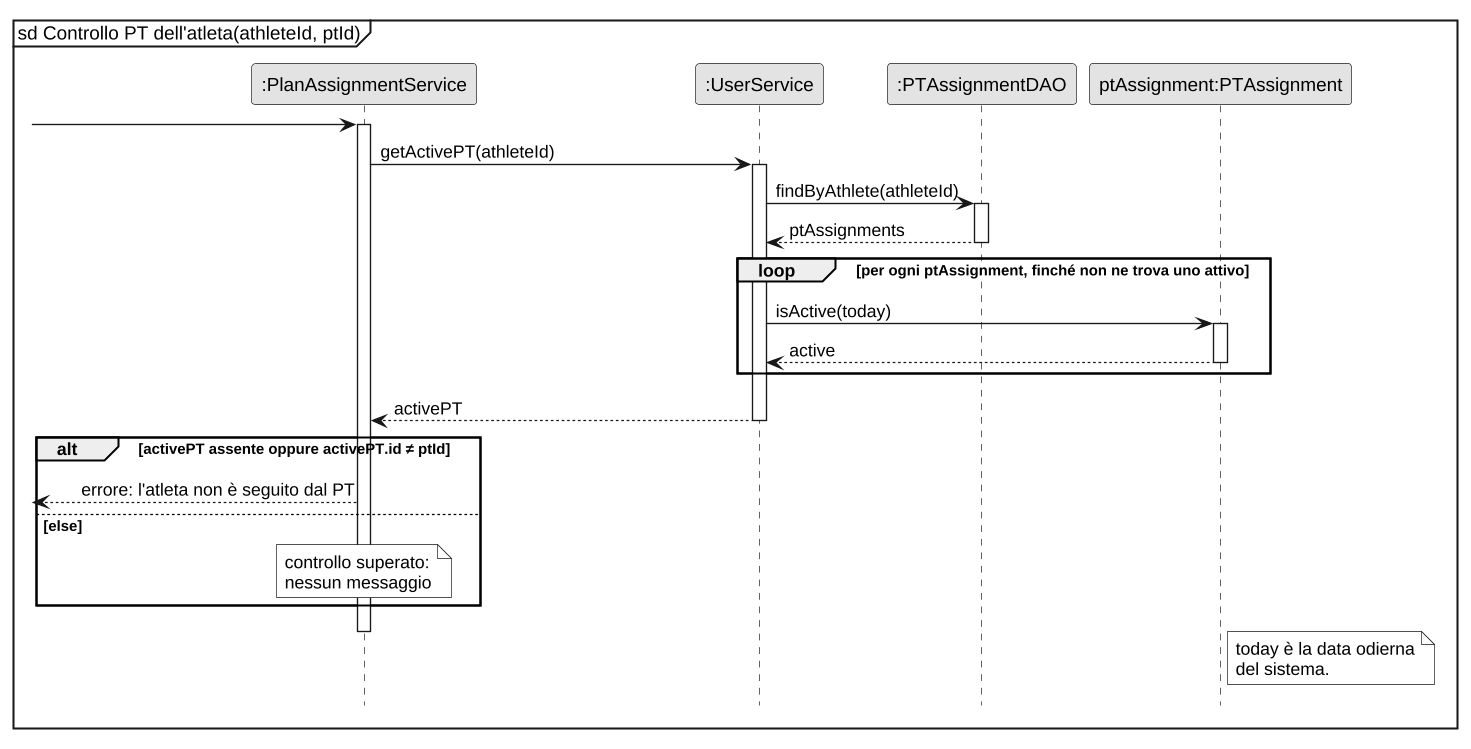 sd Controllo PT dell'atleta(athleteId, ptId)
:PlanAssignmentService
:UserService
:PTAssignmentDAO
ptAssignment:PTAssignment
getActivePT(athleteId)
findByAthlete(athleteId)
ptAssignments
loop
[per ogni ptAssignment, finché non ne trova uno attivo]
isActive(today)
active
activePT
alt
[activePT assente oppure activePT.id ≠ ptId]
errore: l'atleta non è seguito dal PT
[else]
controllo superato:
nessun messaggio
today è la data odierna
del sistema.